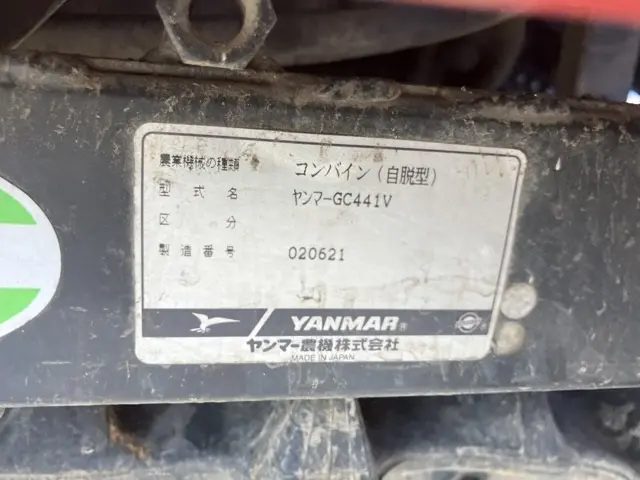 農業機械の種類 コンバイン(自脱型)
型式名 ヤンマーGC441V
区分
製造番号 020621
YANMAR®
ヤンマー農機株式会社
MADE IN JAPAN